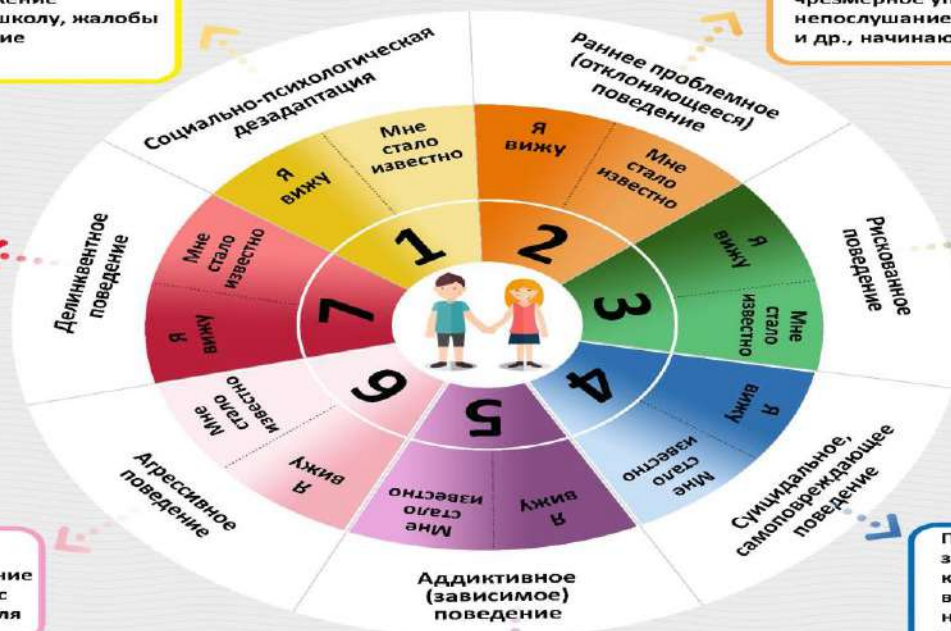 школу, жалобы
ие
непослушание
и др., начинаю
Социально-психологическая
дезадаптация
Я
вижу
Мне
стало
известно
1
Раннее проблемное
(отклоняющееся)
поведение
Я
вижу
Мне
стало
известно
2
Рискованное
поведение
Я
вижу
Мне
стало
известно
3
Суицидальное,
самоповреждающее
поведение
Я
вижу
Мне
стало
известно
4
Аддиктивное
(зависимое)
поведение
Я
вижу
Мне
стало
известно
5
Агрессивное
поведение
Я
вижу
Мне
стало
известно
6
Делинквентное
поведение
Я
вижу
Мне
стало
известно
7
ние
с
ля
П
з
к
в
н